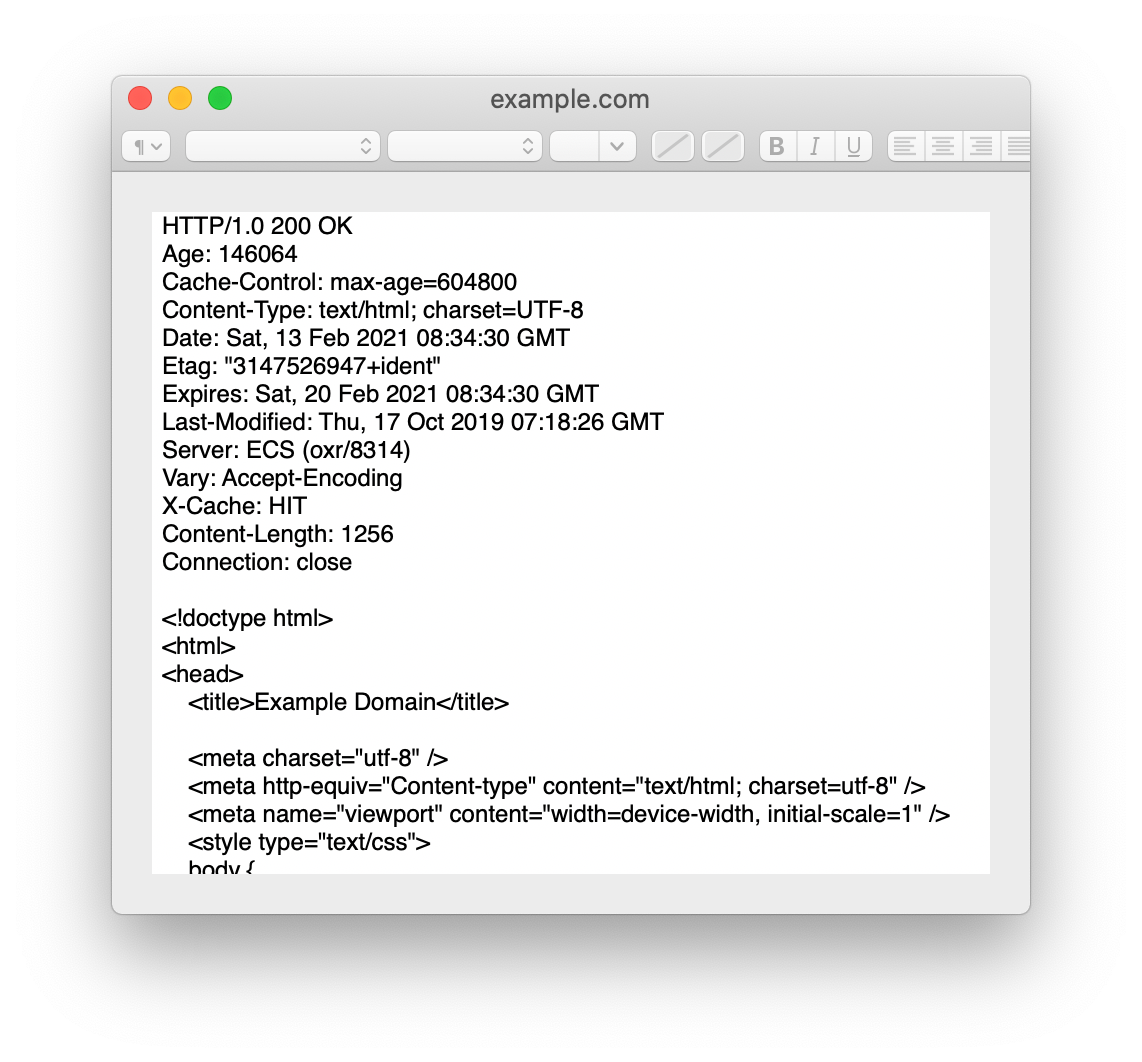 example.com
¶
B I U
HTTP/1.0 200 OK
Age: 146064
Cache-Control: max-age=604800
Content-Type: text/html; charset=UTF-8
Date: Sat, 13 Feb 2021 08:34:30 GMT
Etag: "3147526947+ident"
Expires: Sat, 20 Feb 2021 08:34:30 GMT
Last-Modified: Thu, 17 Oct 2019 07:18:26 GMT
Server: ECS (oxr/8314)
Vary: Accept-Encoding
X-Cache: HIT
Content-Length: 1256
Connection: close
<!doctype html>
<html>
<head>
<title>Example Domain</title>
<meta charset="utf-8" />
<meta http-equiv="Content-type" content="text/html; charset=utf-8" />
<meta name="viewport" content="width=device-width, initial-scale=1" />
<style type="text/css">
body {